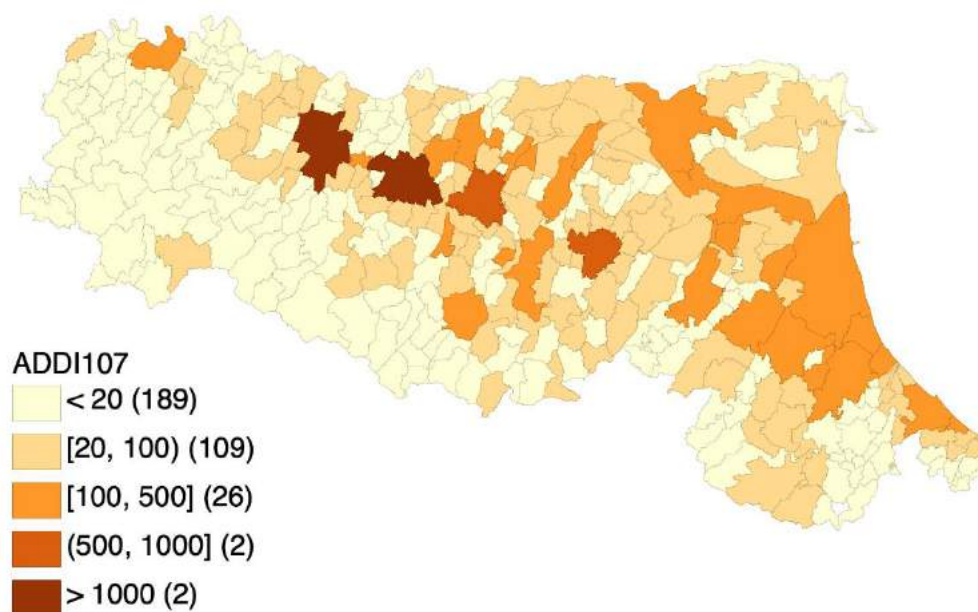 ADDI107
< 20 (189)
[20, 100) (109)
[100, 500] (26)
(500, 1000] (2)
> 1000 (2)